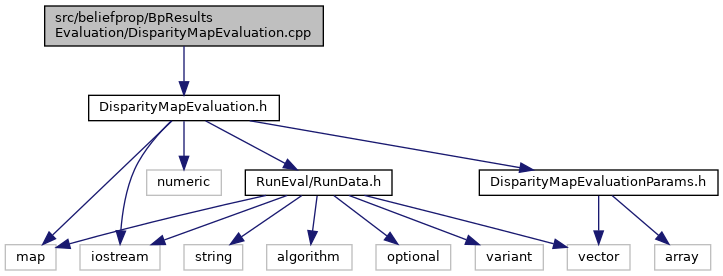 src/beliefprop/BpResults
Evaluation/DisparityMapEvaluation.cpp
DisparityMapEvaluation.h
numeric
RunEval/RunData.h
DisparityMapEvaluationParams.h
map
iostream
string
algorithm
optional
variant
vector
array